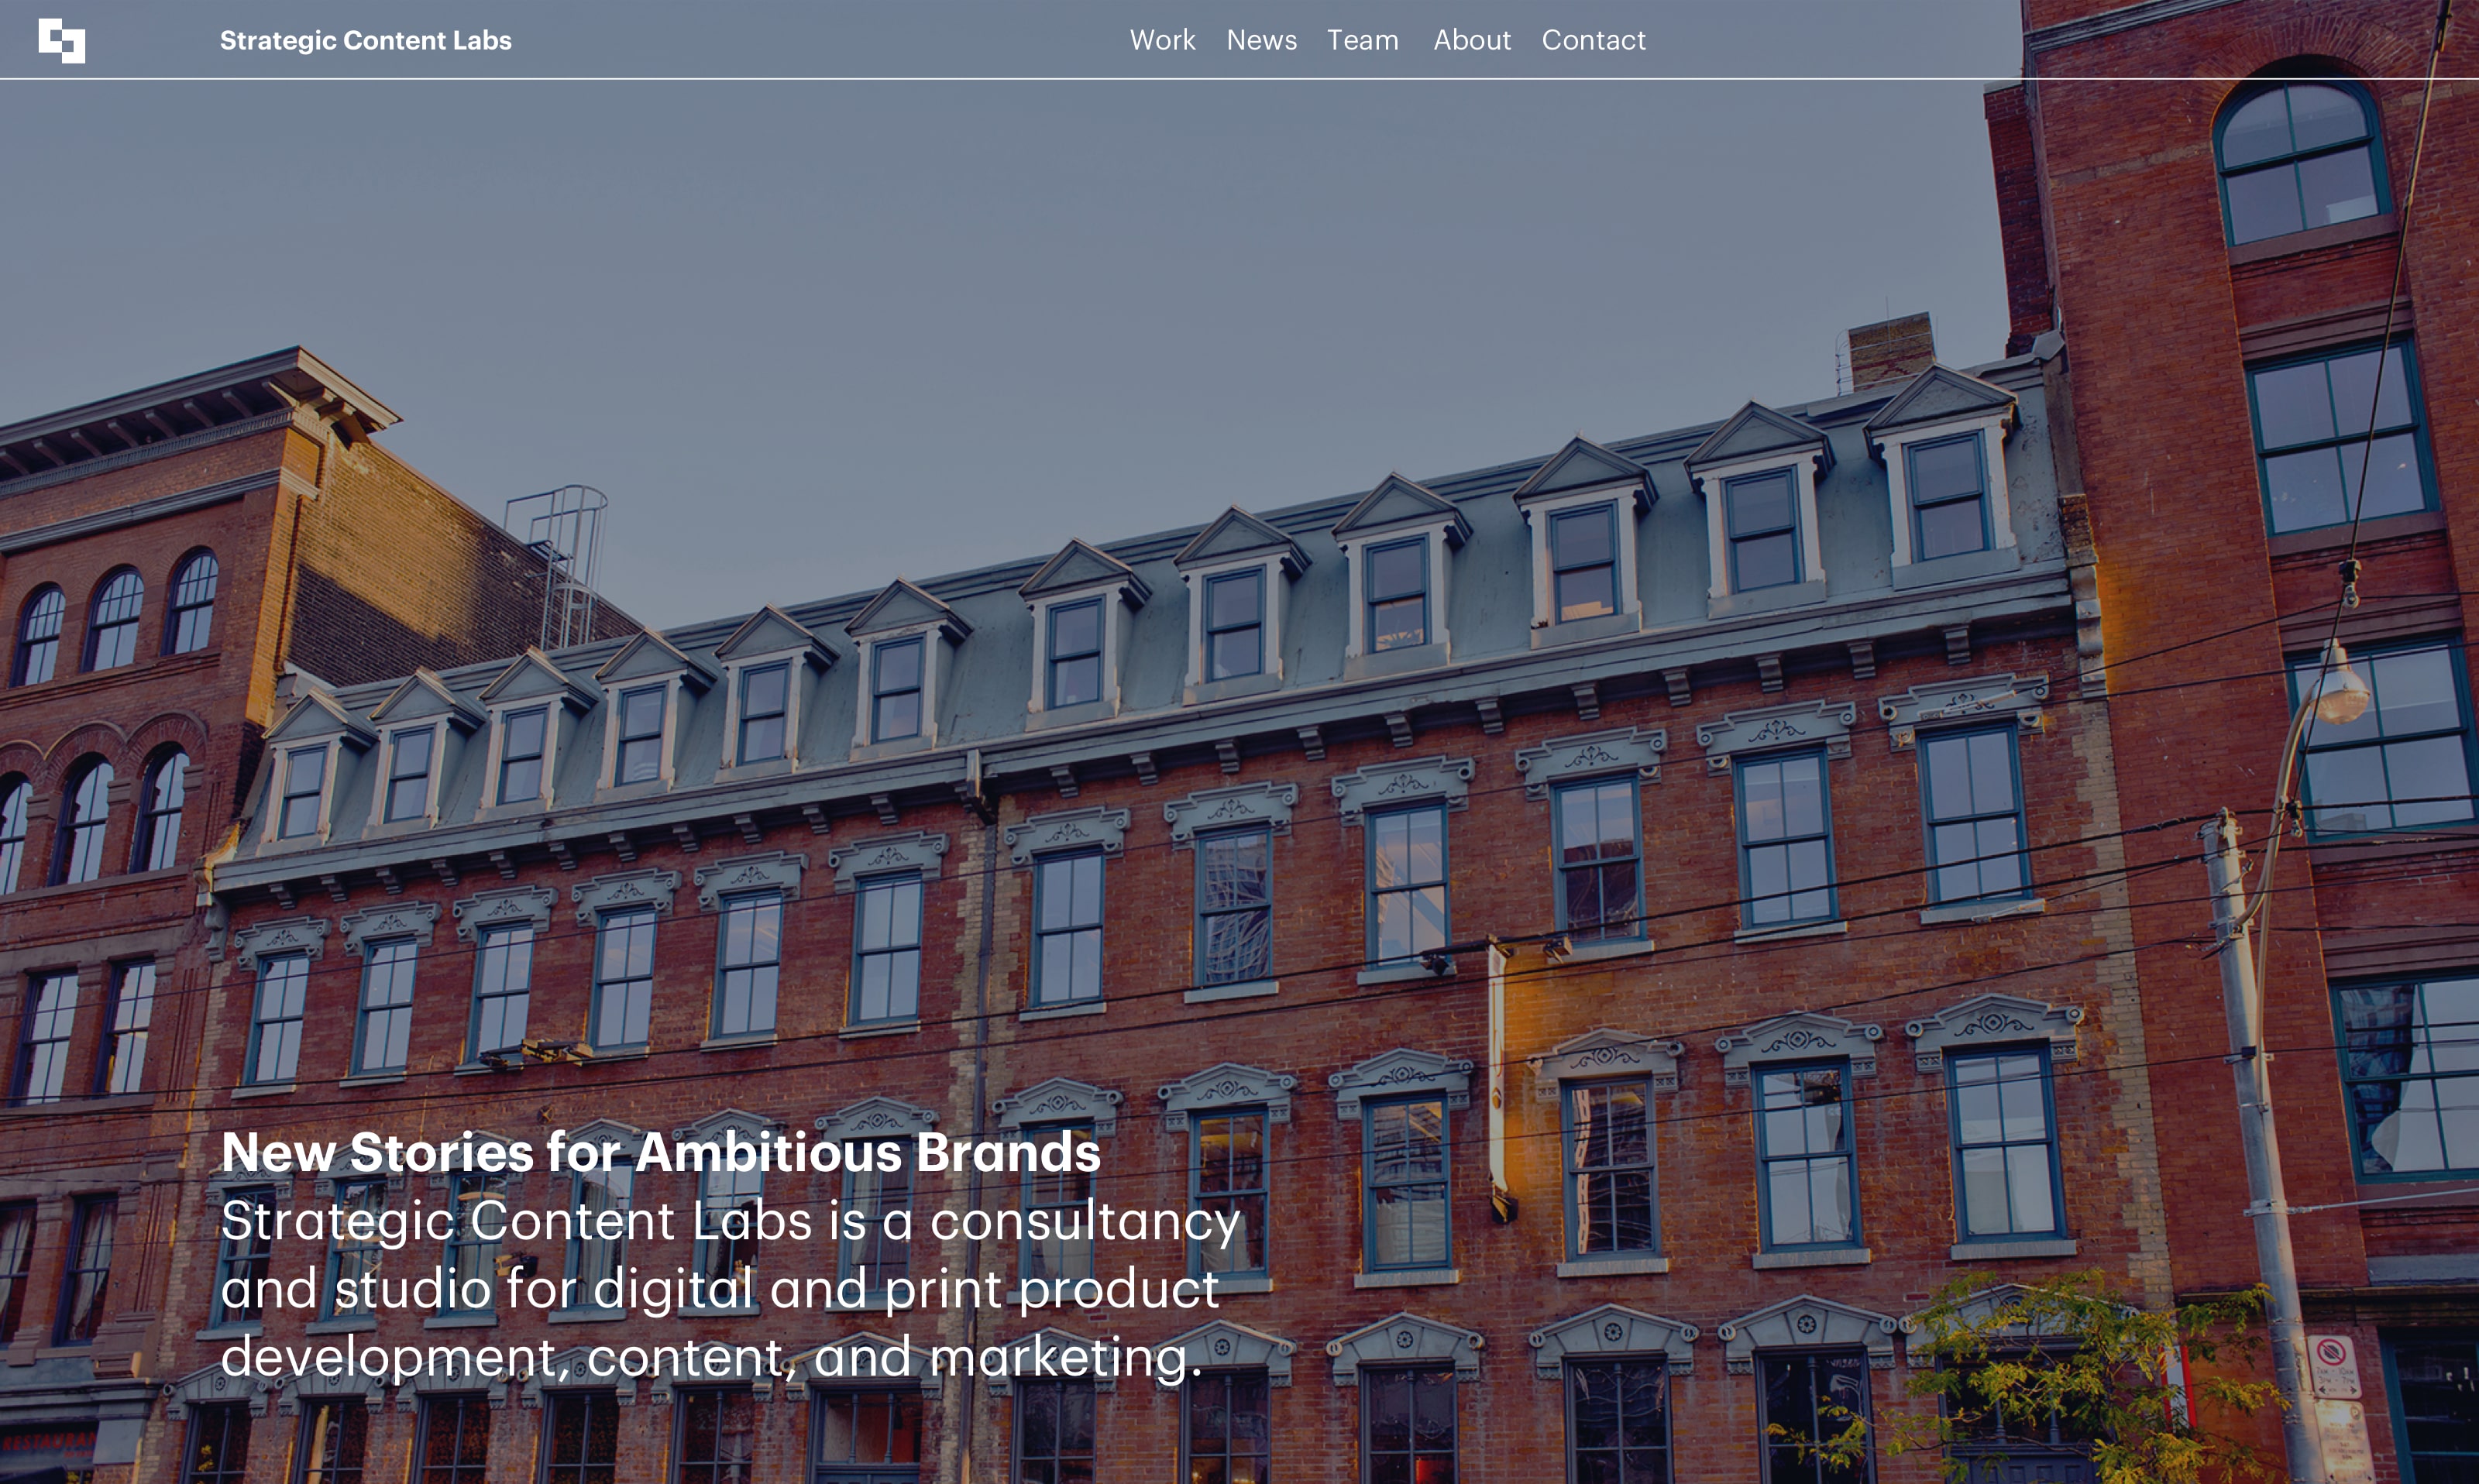 Strategic Content Labs
Work News Team About Contact
New Stories for Ambitious Brands
Strategic Content Labs is a consultancy
and studio for digital and print product
development, content, and marketing.
RESTAURAN